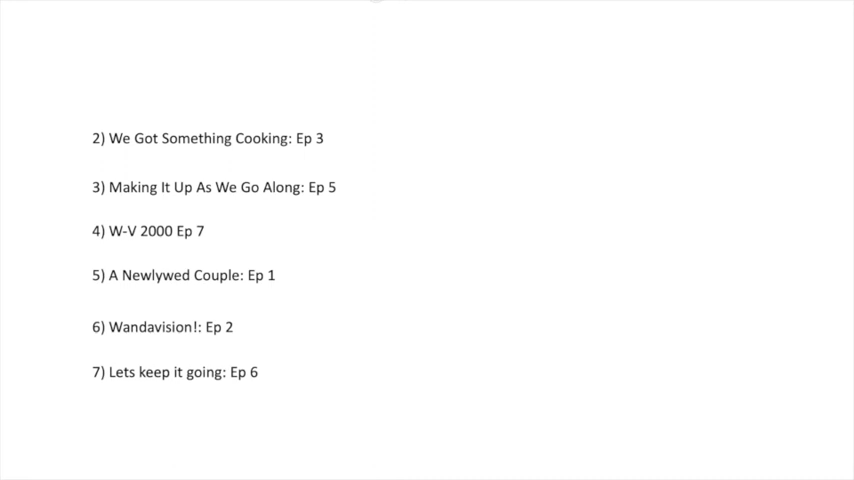 2) We Got Something Cooking: Ep 3
3) Making It Up As We Go Along: Ep 5
4) W-V 2000 Ep 7
5) A Newlywed Couple: Ep 1
6) Wandavision!: Ep 2
7) Lets keep it going: Ep 6